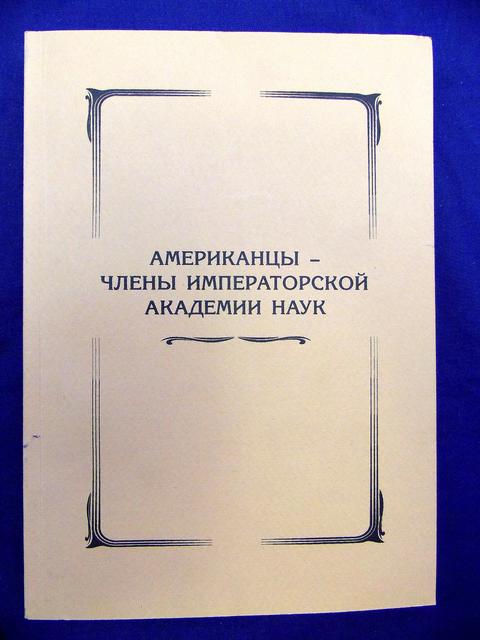 АМЕРИКАНЦЫ –
ЧЛЕНЫ ИМПЕРАТОРСКОЙ
АКАДЕМИИ НАУК